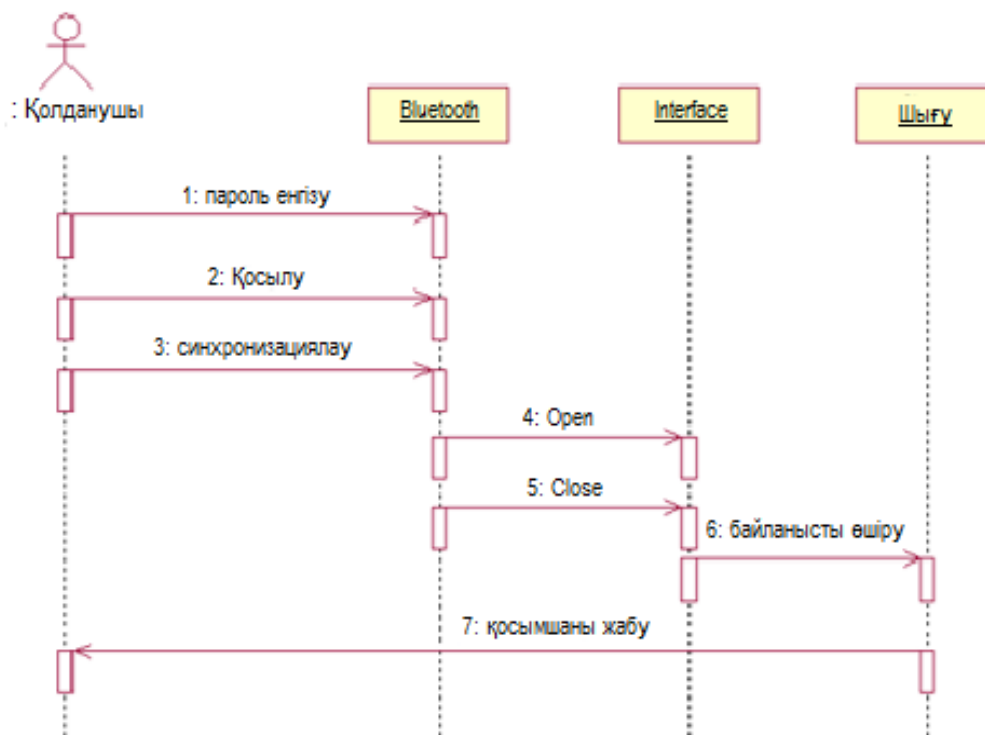 : Қолданушы
Bluetooth
Interface
Шығу
1: пароль енгізу
2: Қосылу
3: синхронизациялау
4: Open
5: Close
6: байланысты өшіру
7: қосымшаны жабу